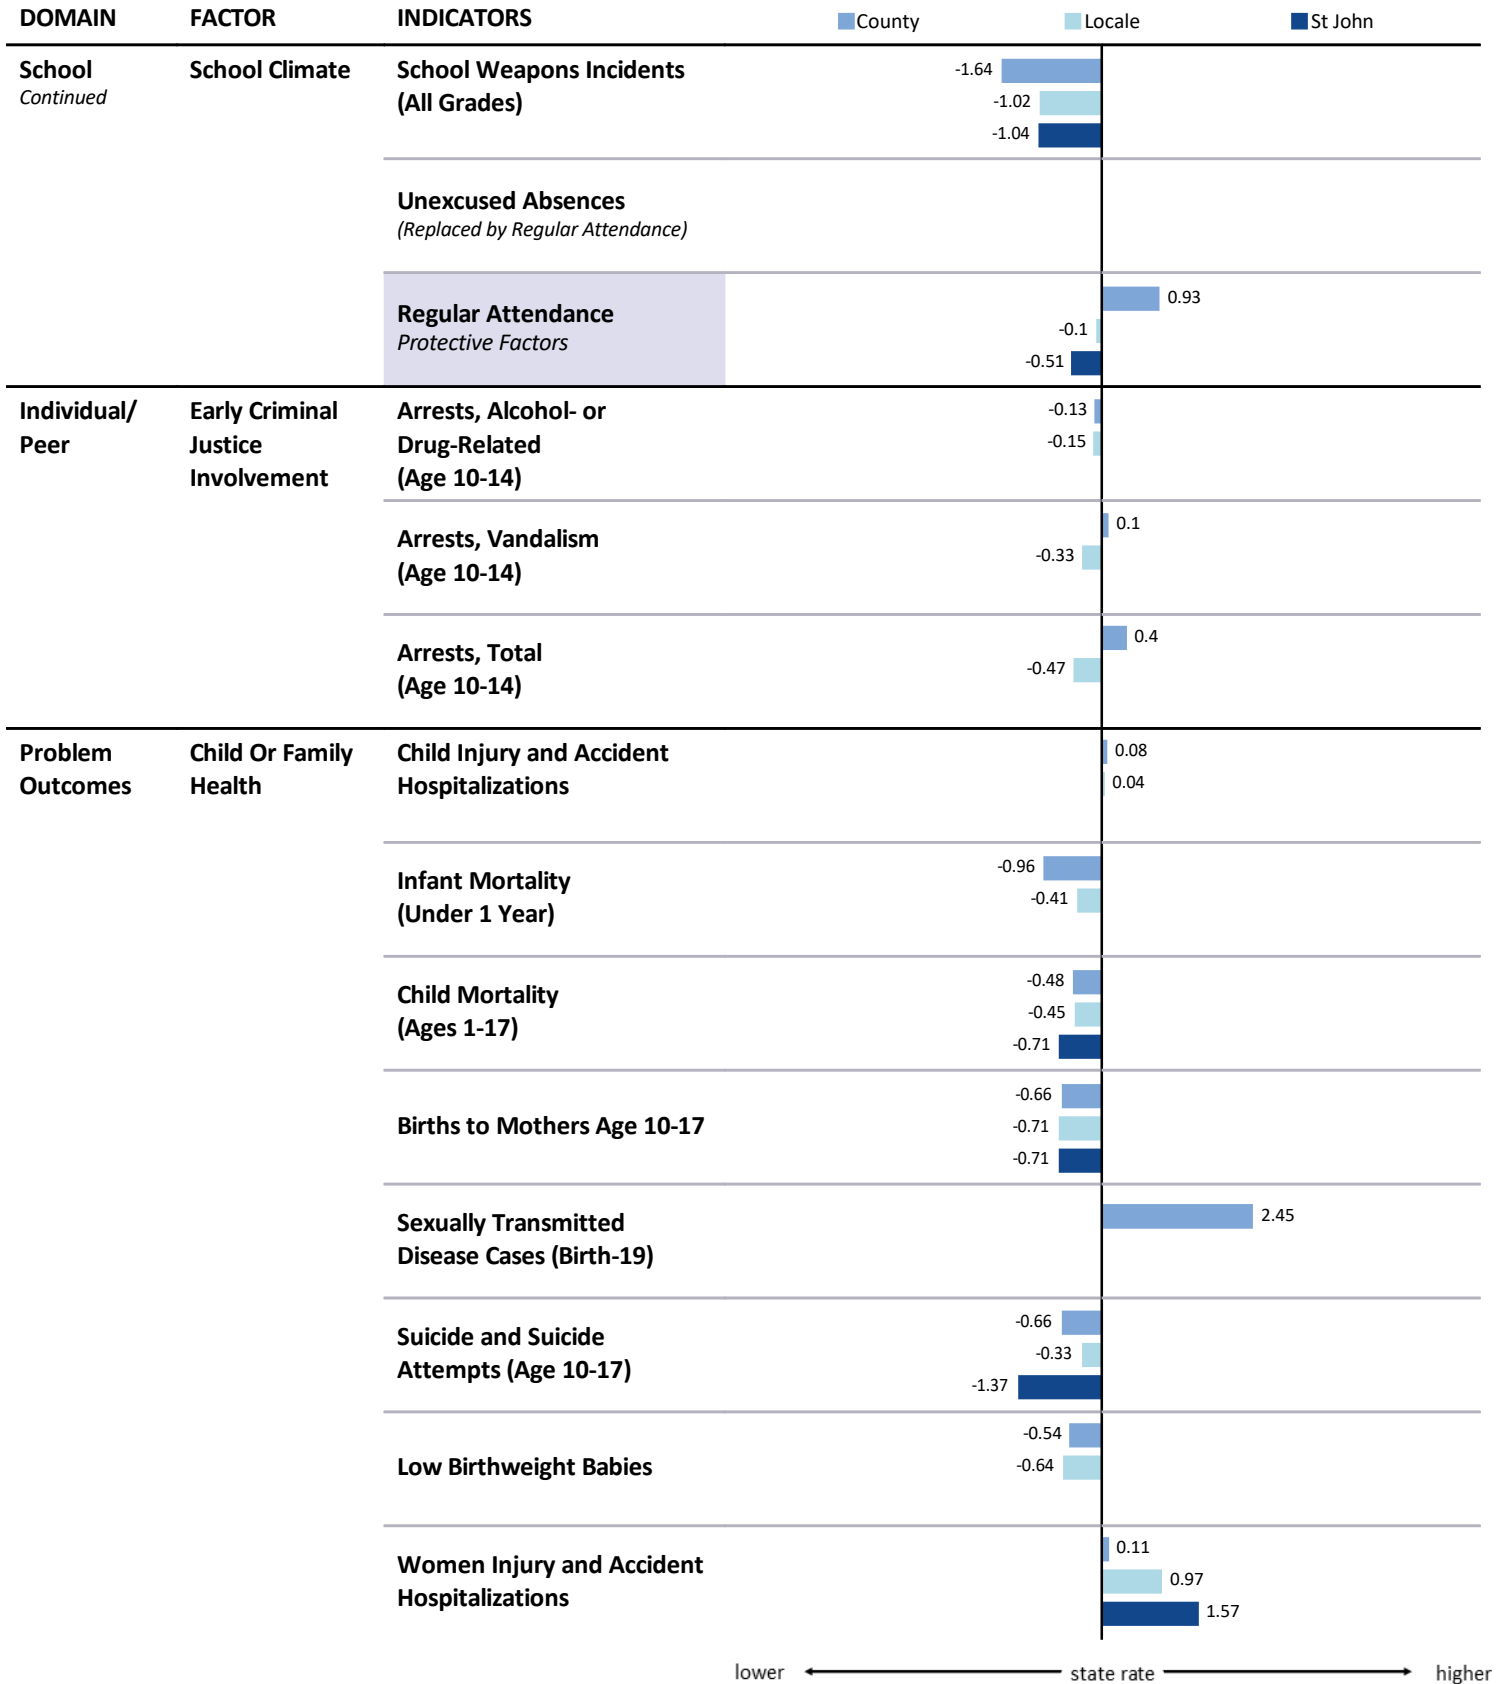 DOMAIN FACTOR INDICATORS County Locale St John
School School Climate School Weapons Incidents
Continued (All Grades)
-1.64
-1.02
-1.04
Unexcused Absences
(Replaced by Regular Attendance)
Regular Attendance
Protective Factors
0.93
-0.1
-0.51
Individual/ Early Criminal Arrests, Alcohol- or
Peer Justice Drug-Related
Involvement (Age 10-14)
-0.13
-0.15
Arrests, Vandalism
(Age 10-14)
0.1
-0.33
Arrests, Total
(Age 10-14)
0.4
-0.47
Problem Child Or Family Child Injury and Accident
Outcomes Health Hospitalizations
0.08
0.04
Infant Mortality
(Under 1 Year)
-0.96
-0.41
Child Mortality
(Ages 1-17)
-0.48
-0.45
-0.71
Births to Mothers Age 10-17
-0.66
-0.71
-0.71
Sexually Transmitted
Disease Cases (Birth-19)
2.45
Suicide and Suicide
Attempts (Age 10-17)
-0.66
-0.33
-1.37
Low Birthweight Babies
-0.54
-0.64
Women Injury and Accident
Hospitalizations
0.11
0.97
1.57
lower state rate higher